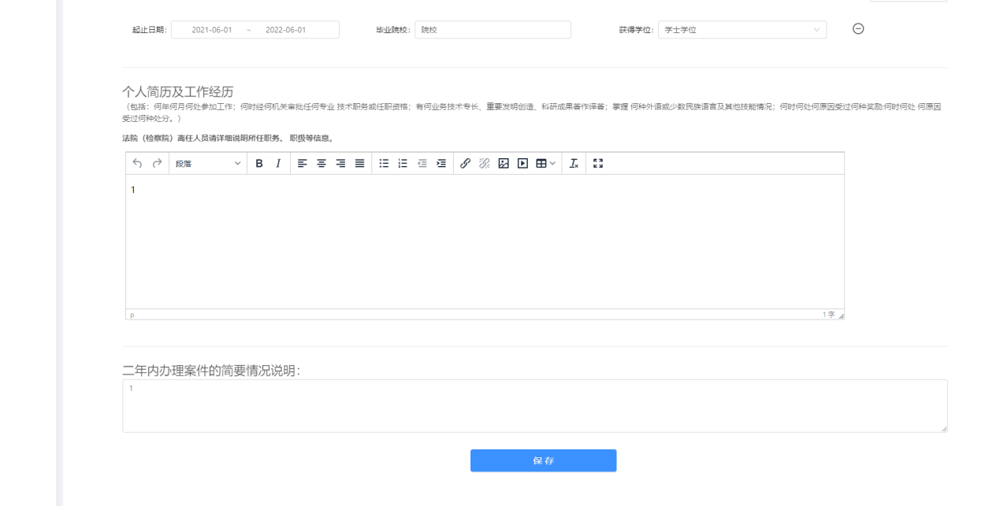 起止日期： 2021-06-01 ~ 2022-06-01 毕业院校： 院校 获得学位： 学士学位
个人简历及工作经历
（包括：何年何月何处参加工作；何时经何机关审批任何专业 技术职务或任职资格；有何业务技术专长、重要发明创造、科研成果著作译著；掌握 何种外语或少数民族语言及其他技能情况；何时何处何原因受过何种奖励;何时何处 何原因
受过何种处分。）
法院（检察院）离任人员请详细说明所任职务、 职级等信息。
段落 B I
1
p 1 字
二年内办理案件的简要情况说明：
1
保 存